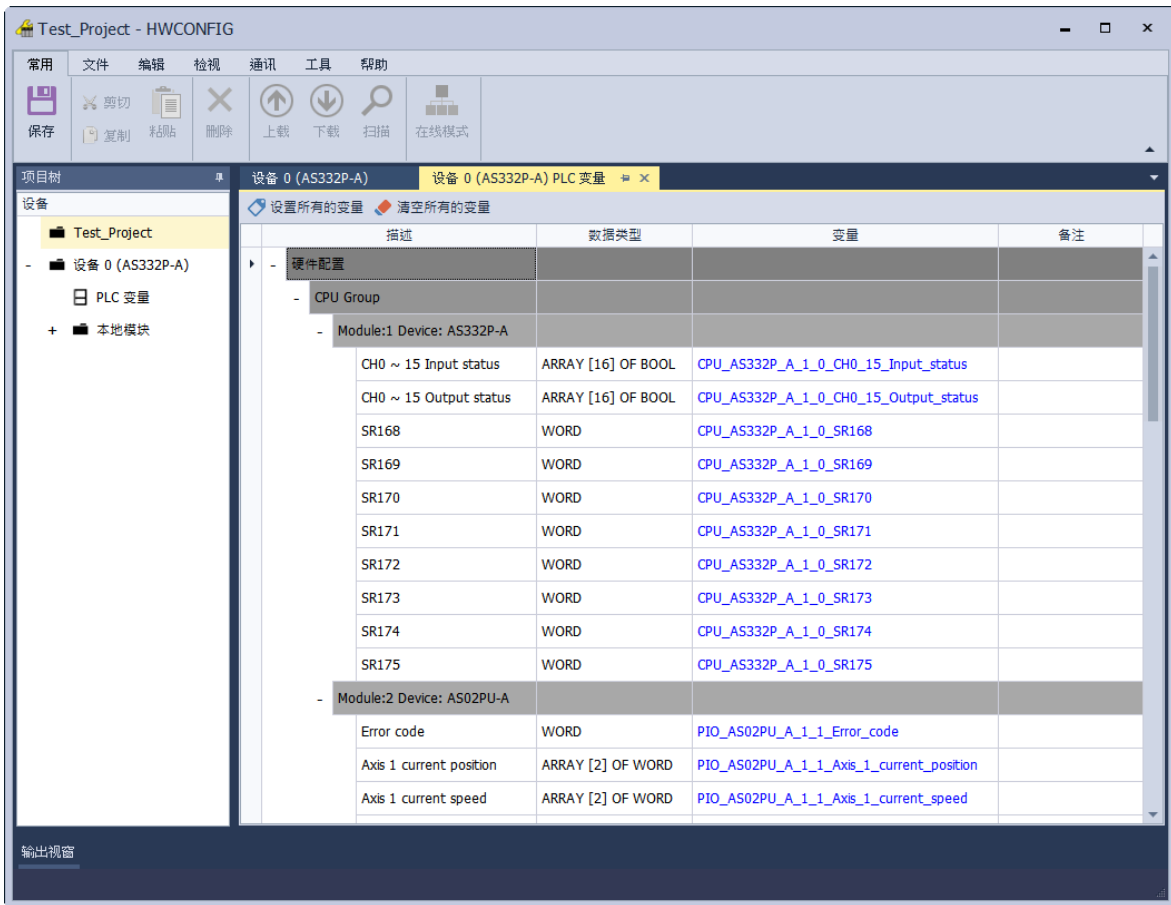 Test_Project - HWCONFIG
常用 文件 编辑 检视 通讯 工具 帮助
保存 剪切 复制 粘贴 删除 上载 下载 扫描 在线模式
项目树
设备 0 (AS332P-A) 设备 0 (AS332P-A) PLC 变量
设备
设置所有的变量 清空所有的变量
Test_Project
设备 0 (AS332P-A)
PLC 变量
本地模块
描述 数据类型 变量 备注
硬件配置
CPU Group
Module:1 Device: AS332P-A
CH0 ~ 15 Input status ARRAY [16] OF BOOL CPU_AS332P_A_1_0_CH0_15_Input_status
CH0 ~ 15 Output status ARRAY [16] OF BOOL CPU_AS332P_A_1_0_CH0_15_Output_status
SR168 WORD CPU_AS332P_A_1_0_SR168
SR169 WORD CPU_AS332P_A_1_0_SR169
SR170 WORD CPU_AS332P_A_1_0_SR170
SR171 WORD CPU_AS332P_A_1_0_SR171
SR172 WORD CPU_AS332P_A_1_0_SR172
SR173 WORD CPU_AS332P_A_1_0_SR173
SR174 WORD CPU_AS332P_A_1_0_SR174
SR175 WORD CPU_AS332P_A_1_0_SR175
Module:2 Device: AS02PU-A
Error code WORD PIO_AS02PU_A_1_1_Error_code
Axis 1 current position ARRAY [2] OF WORD PIO_AS02PU_A_1_1_Axis_1_current_position
Axis 1 current speed ARRAY [2] OF WORD PIO_AS02PU_A_1_1_Axis_1_current_speed
输出视窗